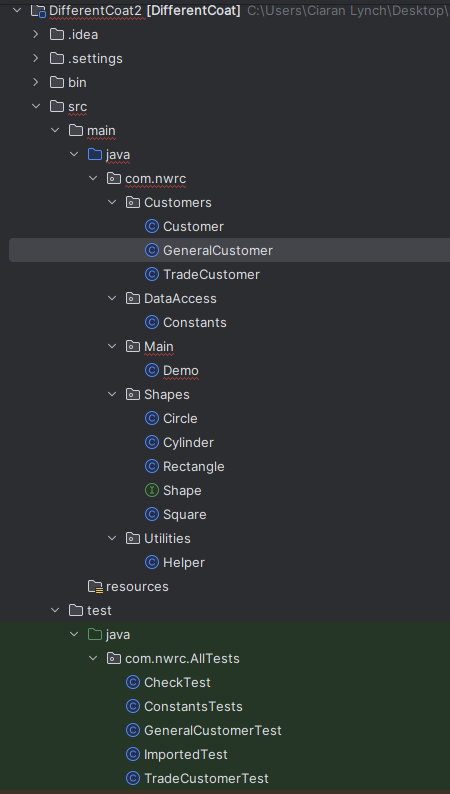 DifferentCoat2 [DifferentCoat] C:\Users\Ciaran Lynch\Desktop\
.idea
.settings
bin
src
main
java
com.nwrc
Customers
Customer
GeneralCustomer
TradeCustomer
DataAccess
Constants
Main
Demo
Shapes
Circle
Cylinder
Rectangle
Shape
Square
Utilities
Helper
resources
test
java
com.nwrc.AllTests
CheckTest
ConstantsTests
GeneralCustomerTest
ImportedTest
TradeCustomerTest